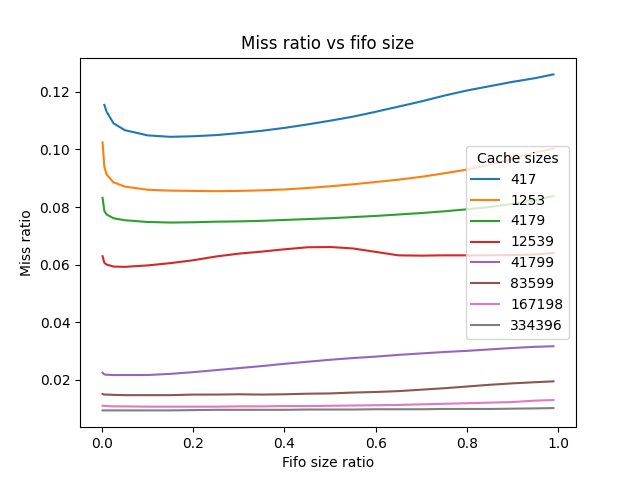 Miss ratio vs fifo size
0.12
0.10
0.08
0.06
0.04
0.02
Miss ratio
Cache sizes
417
1253
4179
12539
41799
83599
167198
334396
0.0 0.2 0.4 0.6 0.8 1.0
Fifo size ratio